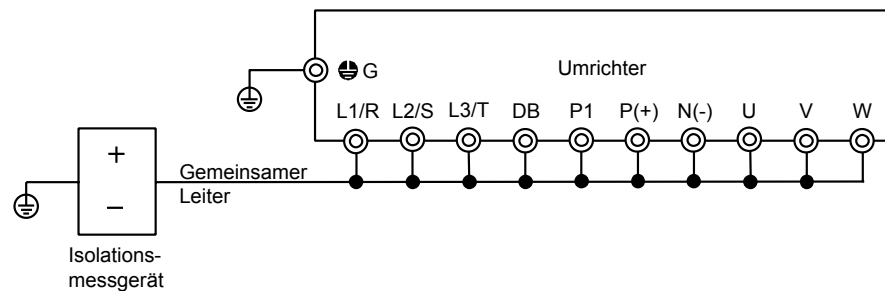 G
Umrichter
L1/R L2/S L3/T DB P1 P(+) N(-) U V W
+
−
Gemeinsamer
Leiter
Isolations-
messgerät